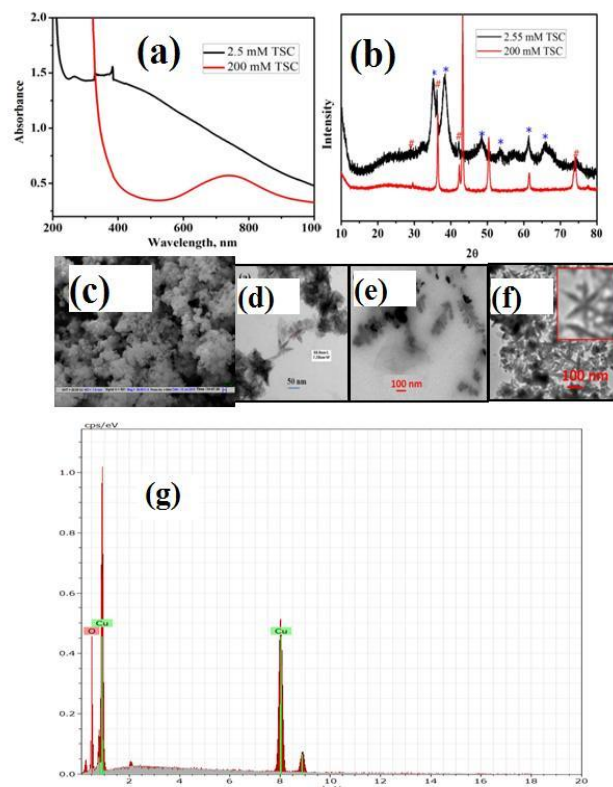 (a)
2.5 mM TSC
200 mM TSC
2.0
1.5
1.0
0.5
Absorbance
200 400 600 800 1000
Wavelength, nm
(b)
2.55 mM TSC
200 mM TSC
Intensity
* * * * * *
# # # #
10 20 30 40 50 60 70 80
2θ
(c)
(d)
50 nm
(e)
100 nm
(f)
100 nm
cps/eV
(g)
1.0
0.8
0.6
0.4
0.2
0.0
O
Cu
Cu
0 2 4 6 8 10 12 14 16 18 20